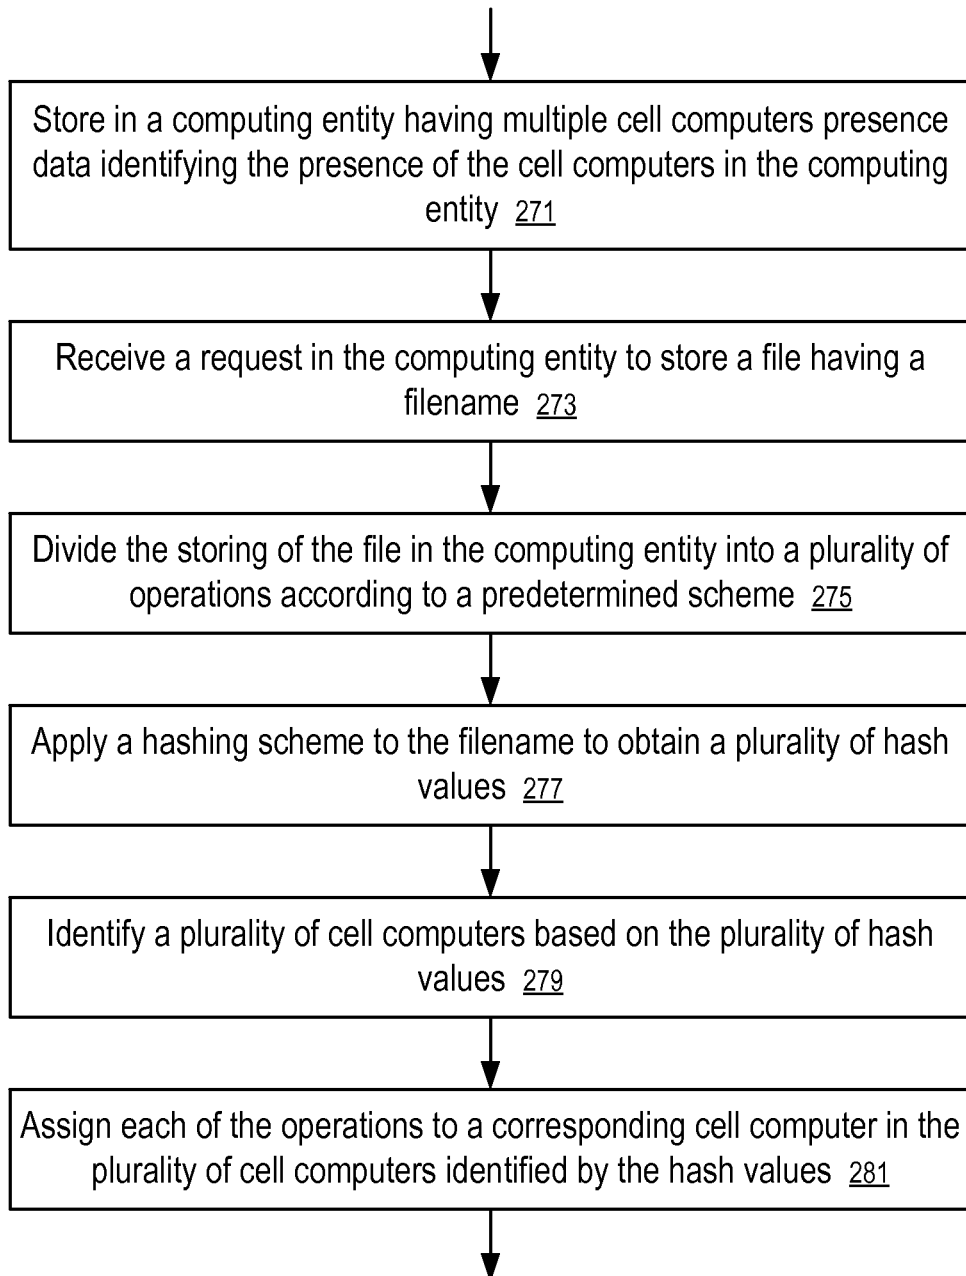 Store in a computing entity having multiple cell computers presence
data identifying the presence of the cell computers in the computing
entity 271
Receive a request in the computing entity to store a file having a
filename 273
Divide the storing of the file in the computing entity into a plurality of
operations according to a predetermined scheme 275
Apply a hashing scheme to the filename to obtain a plurality of hash
values 277
Identify a plurality of cell computers based on the plurality of hash
values 279
Assign each of the operations to a corresponding cell computer in the
plurality of cell computers identified by the hash values 281